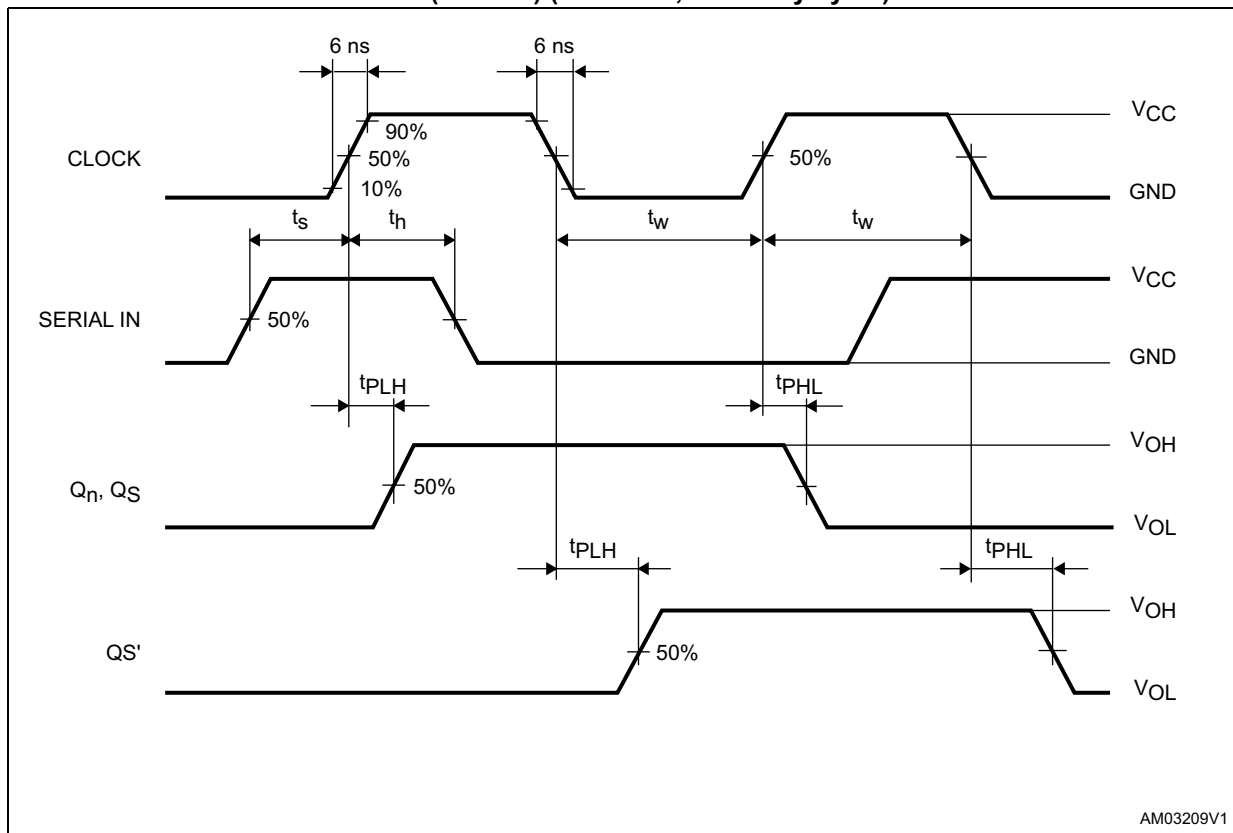 6 ns 6 ns
VCC
90%
CLOCK 50% 50%
10%
GND
ts th tw tw
VCC
SERIAL IN 50%
GND
tPLH tPHL
VOH
Qn, QS 50%
VOL
tPLH tPHL
VOH
QS' 50%
VOL
AM03209V1